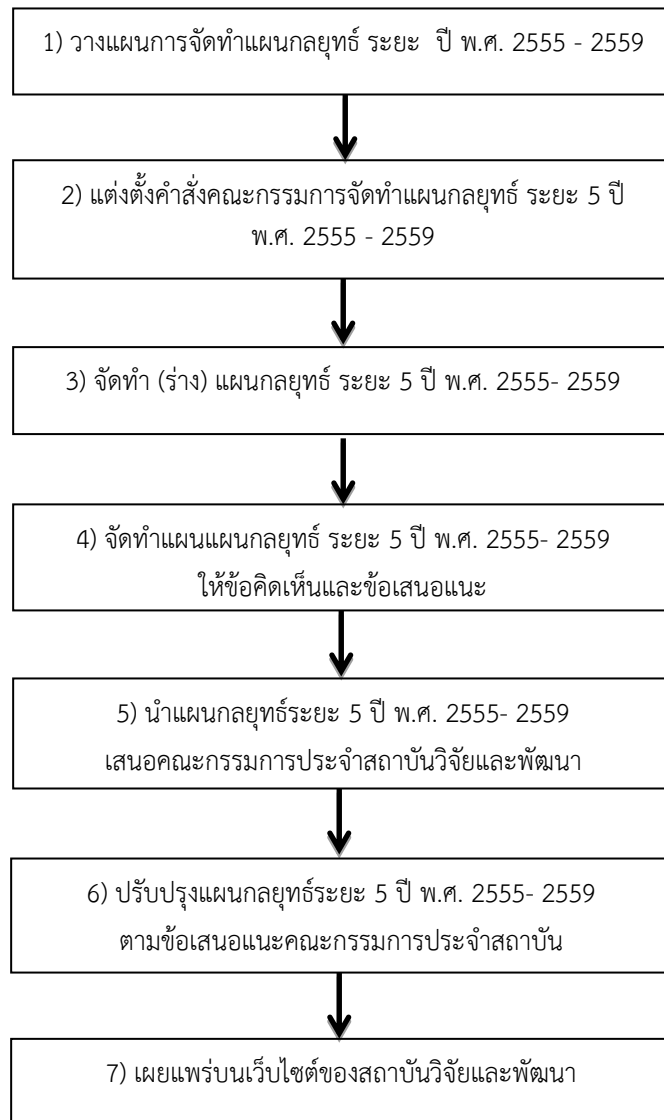 1) วางแผนการจัดทำแผนกลยุทธ์ ระยะ ปี พ.ศ. 2555 - 2559
2) แต่งตั้งคำสั่งคณะกรรมการจัดทำแผนกลยุทธ์ ระยะ 5 ปี
พ.ศ. 2555 - 2559
3) จัดทำ (ร่าง) แผนกลยุทธ์ ระยะ 5 ปี พ.ศ. 2555- 2559
4) จัดทำแผนแผนกลยุทธ์ ระยะ 5 ปี พ.ศ. 2555- 2559
ให้ข้อคิดเห็นและข้อเสนอแนะ
5) นำแผนกลยุทธ์ระยะ 5 ปี พ.ศ. 2555- 2559
เสนอคณะกรรมการประจำสถาบันวิจัยและพัฒนา
6) ปรับปรุงแผนกลยุทธ์ระยะ 5 ปี พ.ศ. 2555- 2559
ตามข้อเสนอแนะคณะกรรมการประจำสถาบัน
7) เผยแพร่บนเว็บไซต์ของสถาบันวิจัยและพัฒนา